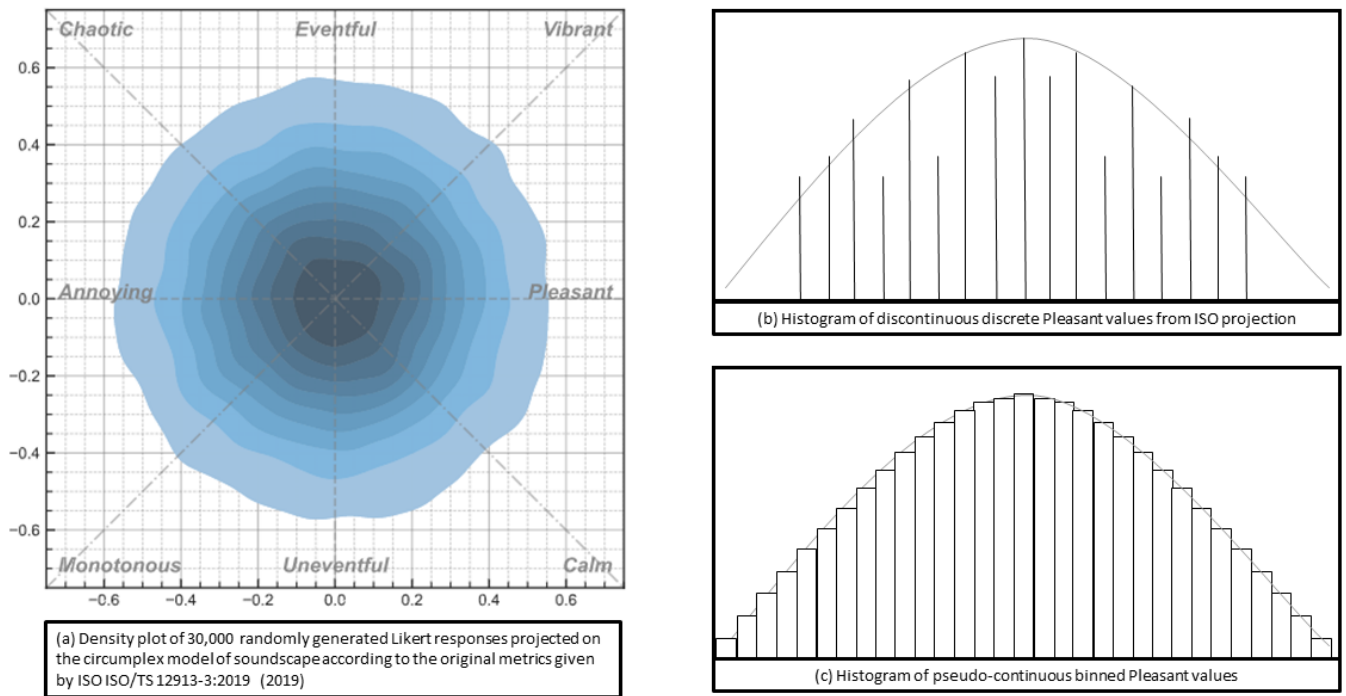 Chaotic Eventful Vibrant
0.6
0.4
0.2
Annoying Pleasant
0.0
−0.2
−0.4
−0.6
Monotonous Uneventful Calm
−0.6 −0.4 −0.2 0.0 0.2 0.4 0.6
(a) Density plot of 30,000 randomly generated Likert responses projected on
the circumplex model of soundscape according to the original metrics given
by ISO ISO/TS 12913-3:2019 (2019)
(b) Histogram of discontinuous discrete Pleasant values from ISO projection
(c) Histogram of pseudo-continuous binned Pleasant values